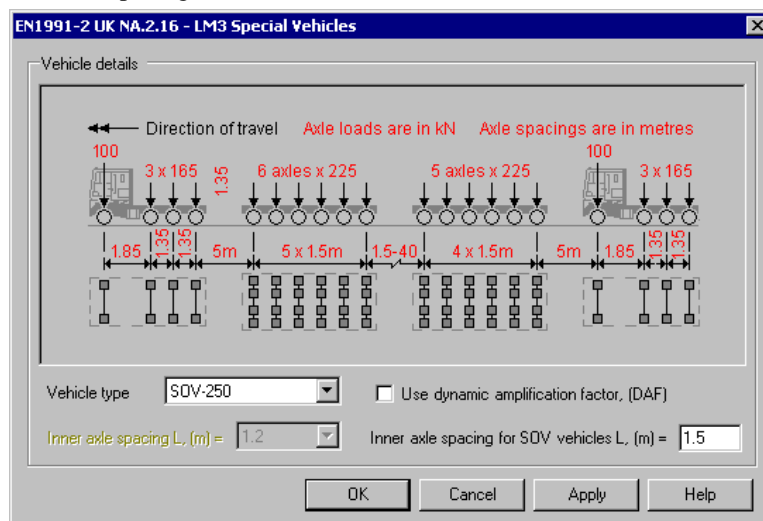 EN1991-2 UK NA.2.16 - LM3 Special Vehicles
Vehicle details
Direction of travel Axle loads are in kN Axle spacings are in metres
100 100
3 x 165 1.35 6 axles x 225 5 axles x 225 3 x 165
1.85 1.35 1.35 5m 5 x 1.5m 1.5-40 4 x 1.5m 5m 1.85 1.35 1.35
Vehicle type SOV-250 Use dynamic amplification factor, (DAF)
Inner axle spacing L, (m) = 1.2 Inner axle spacing for SOV vehicles L, (m) = 1.5
OK Cancel Apply Help